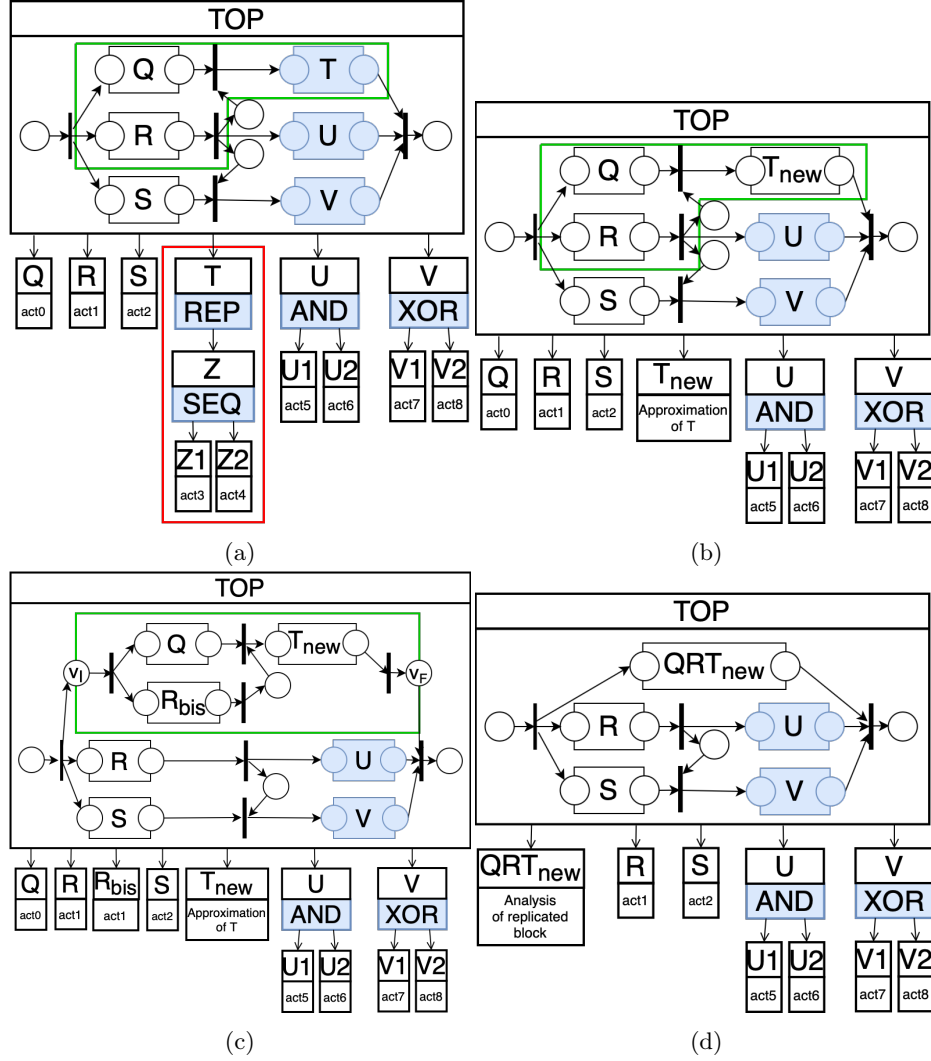 TOP
Q T
R U
S V
Q R S T U V
act0 act1 act2 REP AND XOR
Z U1 U2 V1 V2
SEQ act5 act6 act7 act8
Z1 Z2
act3 act4
(a)
TOP
Q Tnew
R U
S V
Q R S Tnew U V
act0 act1 act2 Approximation AND XOR
of T
U1 U2 V1 V2
act5 act6 act7 act8
(b)
TOP
Q Tnew
vI vF
Rbis
R U
S V
Q R Rbis S Tnew U V
act0 act1 act1 act2 Approximation AND XOR
of T
U1 U2 V1 V2
act5 act6 act7 act8
(c)
TOP
QRTnew
R U
S V
QRTnew R S U V
Analysis act1 act2 AND XOR
of replicated
block
U1 U2 V1 V2
act5 act6 act7 act8
(d)